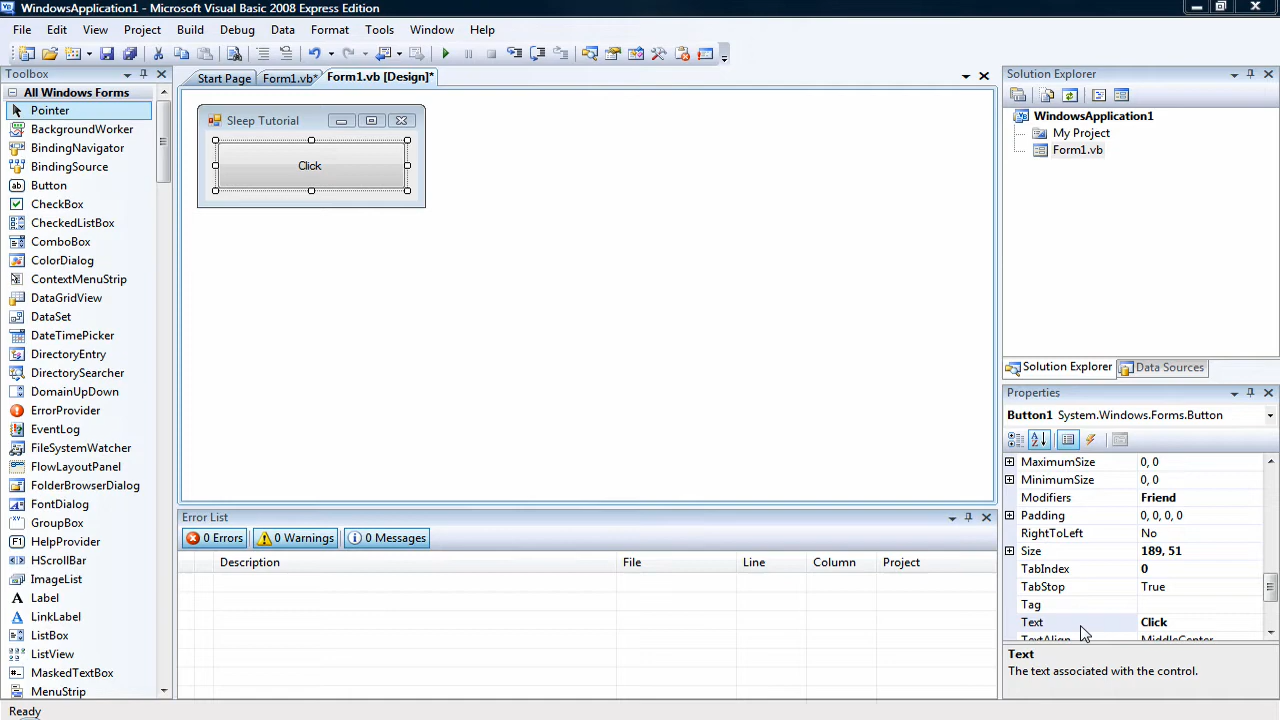 WindowsApplication1 - Microsoft Visual Basic 2008 Express Edition
File Edit View Project Build Debug Data Format Tools Window Help
Toolbox
All Windows Forms
Pointer
BackgroundWorker
BindingNavigator
BindingSource
Button
CheckBox
CheckedListBox
ComboBox
ColorDialog
ContextMenuStrip
DataGridView
DataSet
DateTimePicker
DirectoryEntry
DirectorySearcher
DomainUpDown
ErrorProvider
EventLog
FileSystemWatcher
FlowLayoutPanel
FolderBrowserDialog
FontDialog
GroupBox
HelpProvider
HScrollBar
ImageList
Label
LinkLabel
ListBox
ListView
MaskedTextBox
MenuStrip
Start Page Form1.vb* Form1.vb [Design]*
Sleep Tutorial
Click
Error List
0 Errors 0 Warnings 0 Messages
Description File Line Column Project
Solution Explorer
WindowsApplication1
My Project
Form1.vb
Solution Explorer Data Sources
Properties
Button1 System.Windows.Forms.Button
MaximumSize 0, 0
MinimumSize 0, 0
Modifiers Friend
Padding 0, 0, 0, 0
RightToLeft No
Size 189, 51
TabIndex 0
TabStop True
Tag
Text Click
TextAlign MiddleCenter
Text
The text associated with the control.
Ready